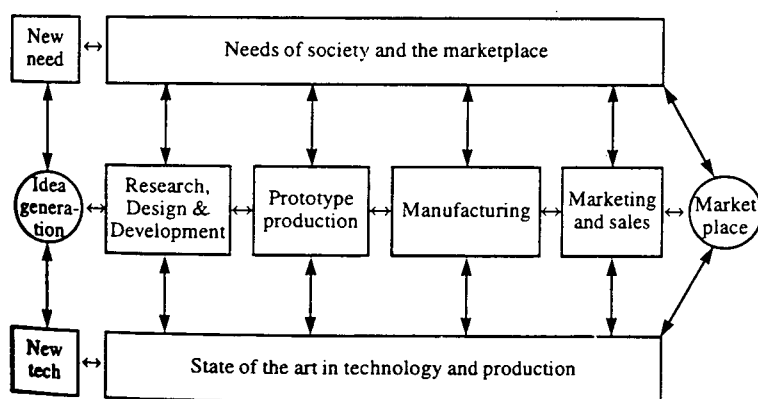 New
need
Needs of society and the marketplace
Idea
genera-
tion
Research,
Design &
Development
Prototype
production
Manufacturing
Marketing
and sales
Market
place
New
tech
State of the art in technology and production